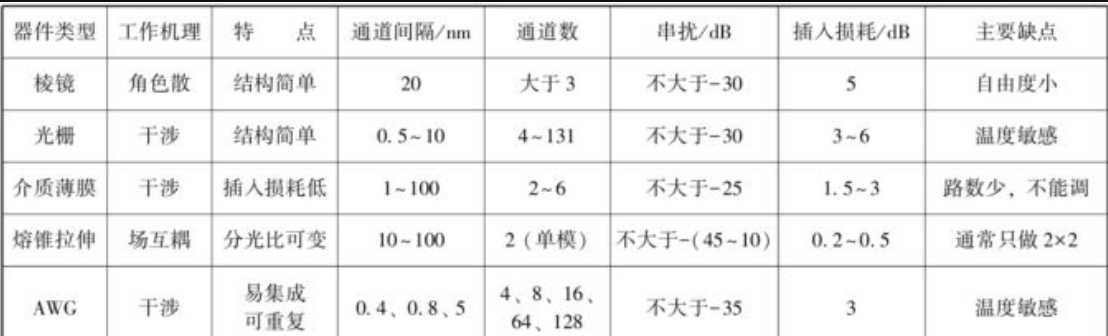 器件类型 工作机理 特 点 通道间隔/nm 通道数 串扰/dB 插入损耗/dB 主要缺点
棱镜 角色散 结构简单 20 大于3 不大于-30 5 自由度小
光栅 干涉 结构简单 0.5~10 4~131 不大于-30 3~6 温度敏感
介质薄膜 干涉 插入损耗低 1~100 2~6 不大于-25 1.5~3 路数少，不能调
熔锥拉伸 场互耦 分光比可变 10~100 2(单模) 不大于-(45~10) 0.2~0.5 通常只做2×2
AWG 干涉 易集成 可重复 0.4、0.8、5 4、8、16、 64、128 不大于-35 3 温度敏感